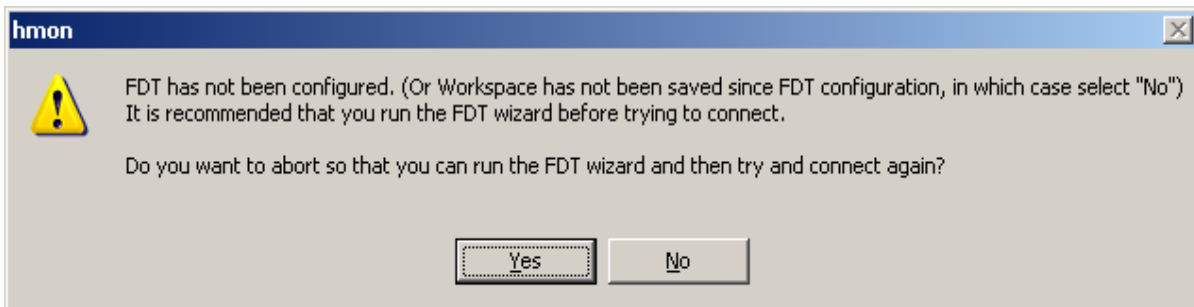 hmon
FDT has not been configured. (Or Workspace has not been saved since FDT configuration, in which case select "No")
It is recommended that you run the FDT wizard before trying to connect.
Do you want to abort so that you can run the FDT wizard and then try and connect again?
Yes
No